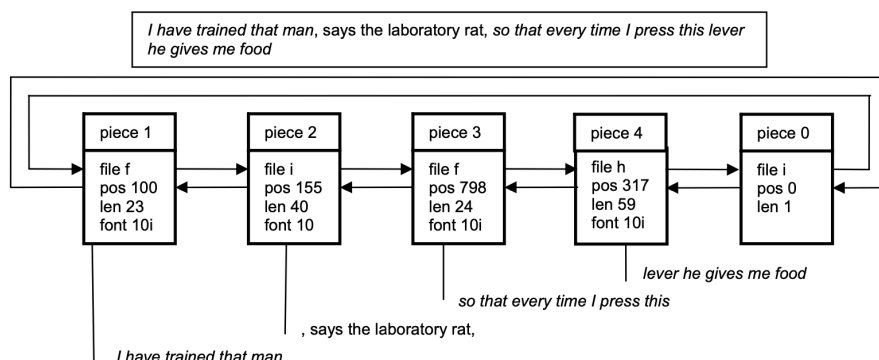 I have trained that man, says the laboratory rat, so that every time I press this lever
he gives me food
piece 1
file f
pos 100
len 23
font 10i
piece 2
file i
pos 155
len 40
font 10
piece 3
file f
pos 798
len 24
font 10i
piece 4
file h
pos 317
len 59
font 10i
piece 0
file i
pos 0
len 1
lever he gives me food
so that every time I press this
, says the laboratory rat,
I have trained that man